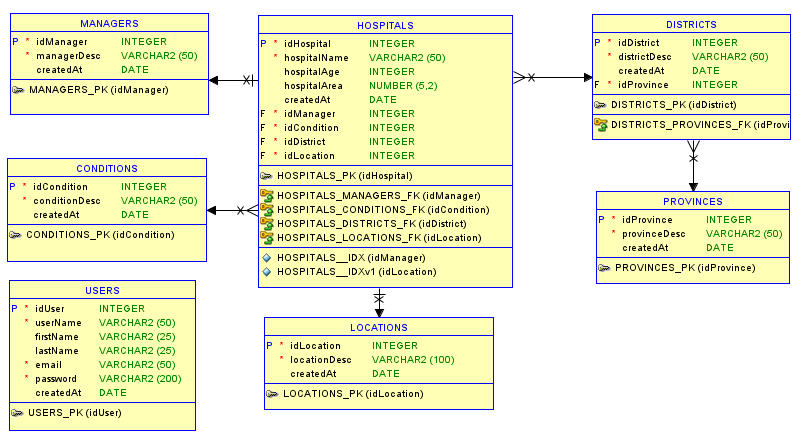 MANAGERS
P * idManager INTEGER
* managerDesc VARCHAR2 (50)
createdAt DATE
MANAGERS_PK (idManager)
HOSPITALS
P * idHospital INTEGER
* hospitalName VARCHAR2 (50)
hospitalAge INTEGER
hospitalArea NUMBER (5,2)
createdAt DATE
F * idManager INTEGER
F * idCondition INTEGER
F * idDistrict INTEGER
F * idLocation INTEGER
HOSPITALS_PK (idHospital)
HOSPITALS_MANAGERS_FK (idManager)
HOSPITALS_CONDITIONS_FK (idCondition)
HOSPITALS_DISTRICTS_FK (idDistrict)
HOSPITALS_LOCATIONS_FK (idLocation)
HOSPITALS__IDX (idManager)
HOSPITALS__IDXv1 (idLocation)
DISTRICTS
P * idDistrict INTEGER
* districtDesc VARCHAR2 (50)
createdAt DATE
F * idProvince INTEGER
DISTRICTS_PK (idDistrict)
DISTRICTS_PROVINCES_FK (idProvi
CONDITIONS
P * idCondition INTEGER
* conditionDesc VARCHAR2 (50)
createdAt DATE
CONDITIONS_PK (idCondition)
PROVINCES
P * idProvince INTEGER
* provinceDesc VARCHAR2 (50)
createdAt DATE
PROVINCES_PK (idProvince)
USERS
P * idUser INTEGER
* userName VARCHAR2 (50)
firstName VARCHAR2 (25)
lastName VARCHAR2 (25)
* email VARCHAR2 (50)
* password VARCHAR2 (200)
createdAt DATE
USERS_PK (idUser)
LOCATIONS
P * idLocation INTEGER
* locationDesc VARCHAR2 (100)
createdAt DATE
LOCATIONS_PK (idLocation)